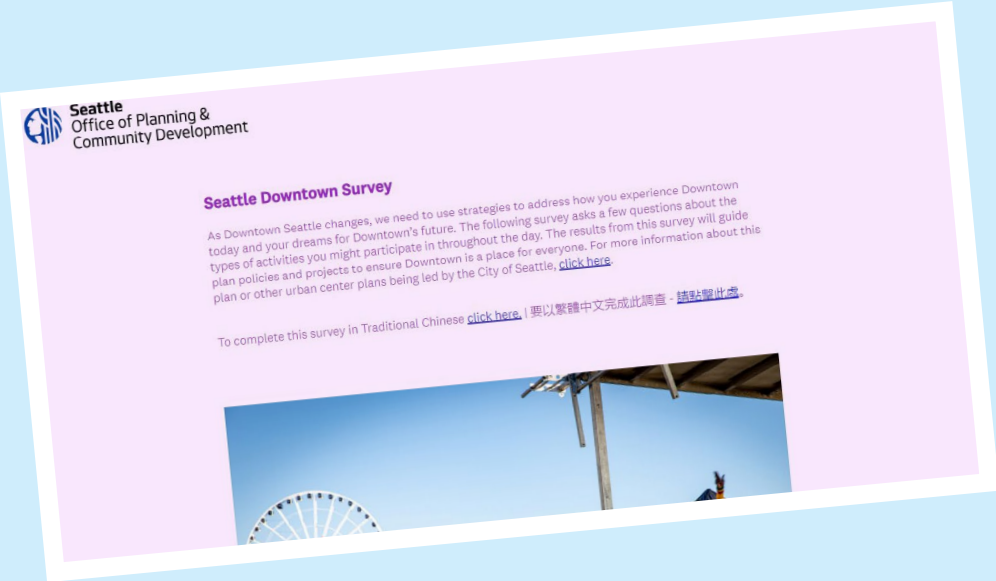 Seattle
Office of Planning &
Community Development
Seattle Downtown Survey
As Downtown Seattle changes, we need to use strategies to address how you experience Downtown
today and your dreams for Downtown's future. The following survey asks a few questions about the
types of activities you might participate in throughout the day. The results from this survey will guide
plan policies and projects to ensure Downtown is a place for everyone. For more information about this
plan or other urban center plans being led by the City of Seattle, click here.
To complete this survey in Traditional Chinese click here. | 要以繁體中文完成此調查 - 請點擊此處。